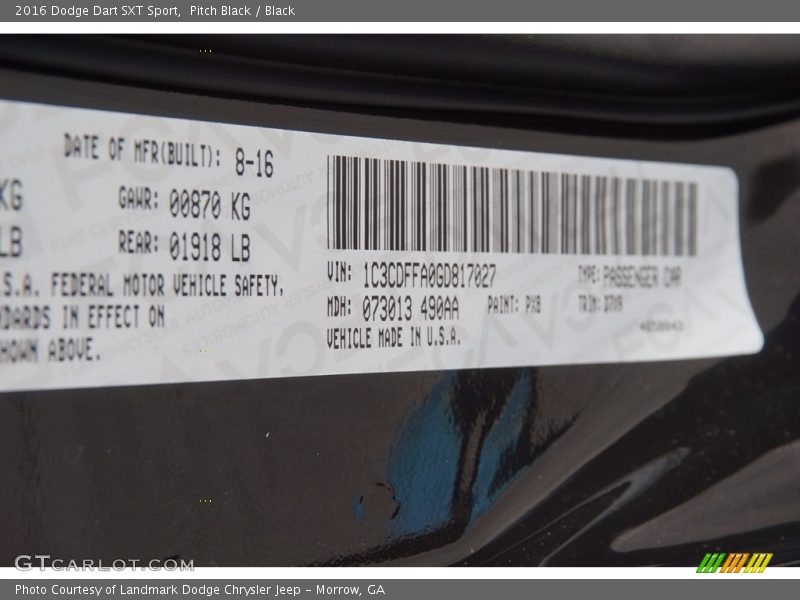 2016 Dodge Dart SXT Sport, Pitch Black / Black
DATE OF MFR(BUILT): 8-16
KG GAWR: 00870 KG
LB REAR: 01918 LB
.S.A. FEDERAL MOTOR VEHICLE SAFETY,
DARDS IN EFFECT ON
HOWN ABOVE.
VIN: 1C3CDFFA0GD817027 TYPE: PASSENGER CAR
MDH: 073013 490AA PAINT: PX8 TRIM:
VEHICLE MADE IN U.S.A.
GTCARLOT.COM
Photo Courtesy of Landmark Dodge Chrysler Jeep – Morrow, GA